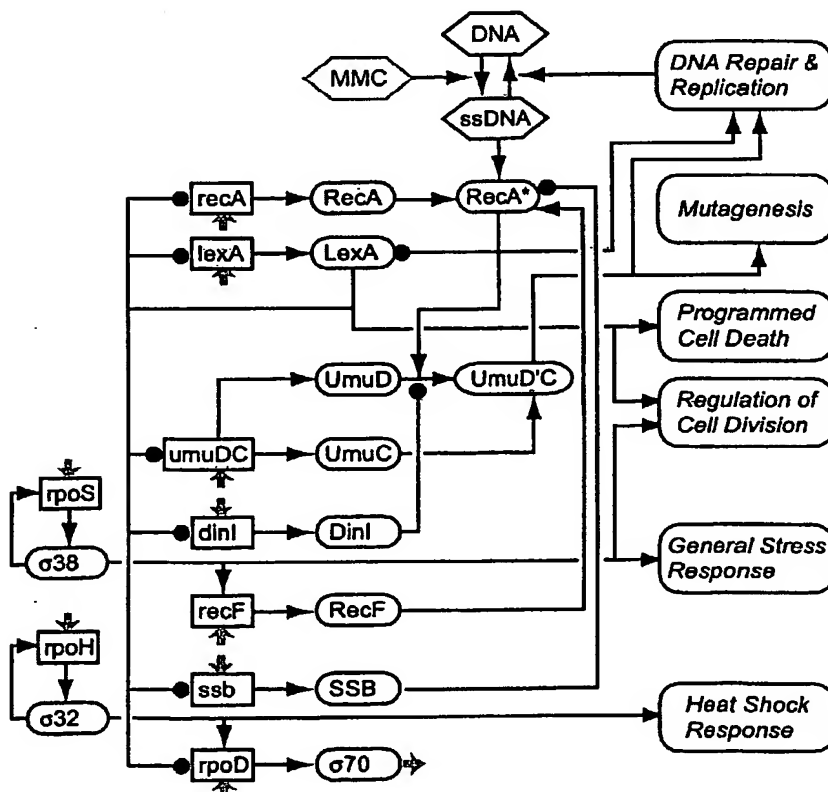 DNA
MMC
DNA Repair &
Replication
ssDNA
recA
RecA
RecA*
Mutagenesis
lexA
LexA
Programmed
Cell Death
UmuD
UmuD'C
Regulation of
Cell Division
umuDC
UmuC
rpoS
dinI
DinI
General Stress
Response
σ38
recF
RecF
rpoH
ssb
SSB
Heat Shock
Response
σ32
rpoD
σ70